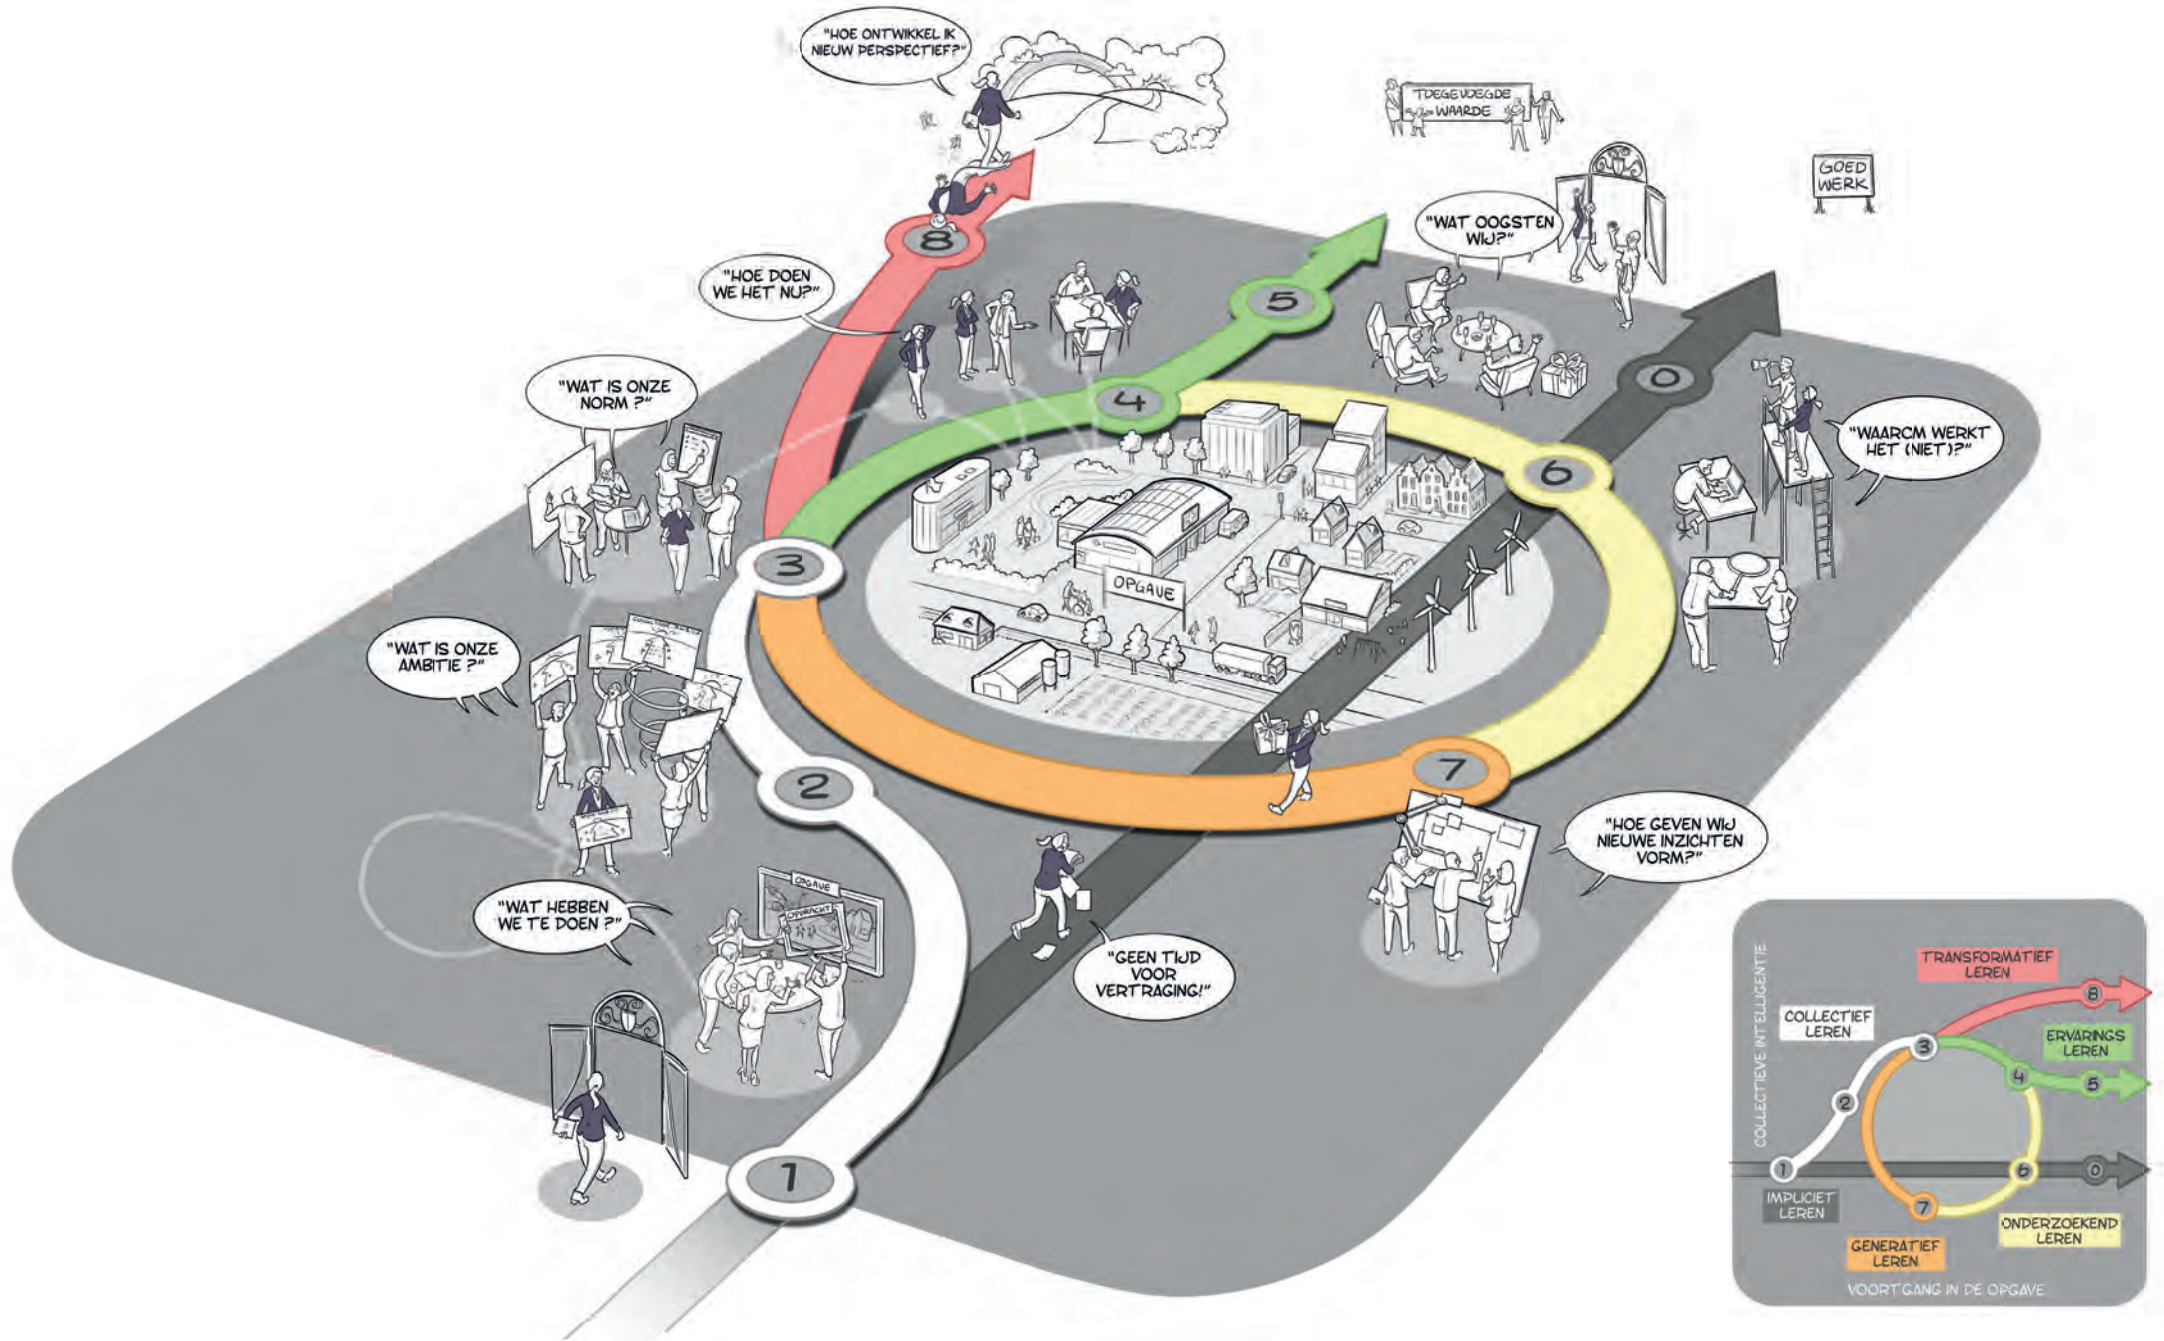 "HOE ONTWIKKEL IK
NIEUW PERSPECTIEF?"
TOEGEVOEGDE
WAARDE
GOED
WERK
"WAT OOGSTEN
WIJ?"
"HOE DOEN
WE HET NU?"
8
5
0
4
"WAT IS ONZE
NORM ?"
"WAAROM WERKT
HET (NIET)?"
6
3
OPGAVE
"WAT IS ONZE
AMBITIE ?"
2
7
"HOE GEVEN WIJ
NIEUWE INZICHTEN
VORM?"
OPGAVE
OPDRACHT
"WAT HEBBEN
WE TE DOEN ?"
"GEEN TIJD
VOOR
VERTRAGING!"
1
COLLECTIEVE INTELLIGENTIE
TRANSFORMATIEF
LEREN
8
COLLECTIEF
LEREN
ERVARINGS
LEREN
3
4
5
2
1
6
0
IMPLICIET
LEREN
7
ONDERZOEKEND
LEREN
GENERATIEF
LEREN
VOORTGANG IN DE OPGAVE